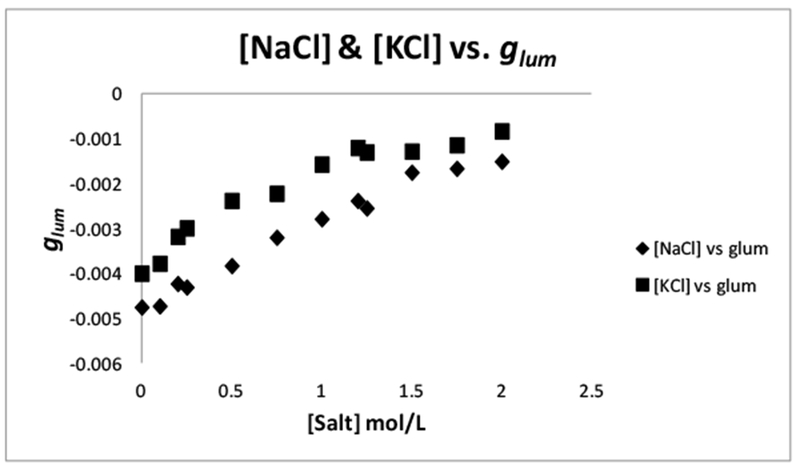 [NaCl] & [KCl] vs. glum
0
-0.001
-0.002
-0.003
-0.004
-0.005
-0.006
glum
0 0.5 1 1.5 2 2.5
[Salt] mol/L
[NaCl] vs glum
[KCl] vs glum